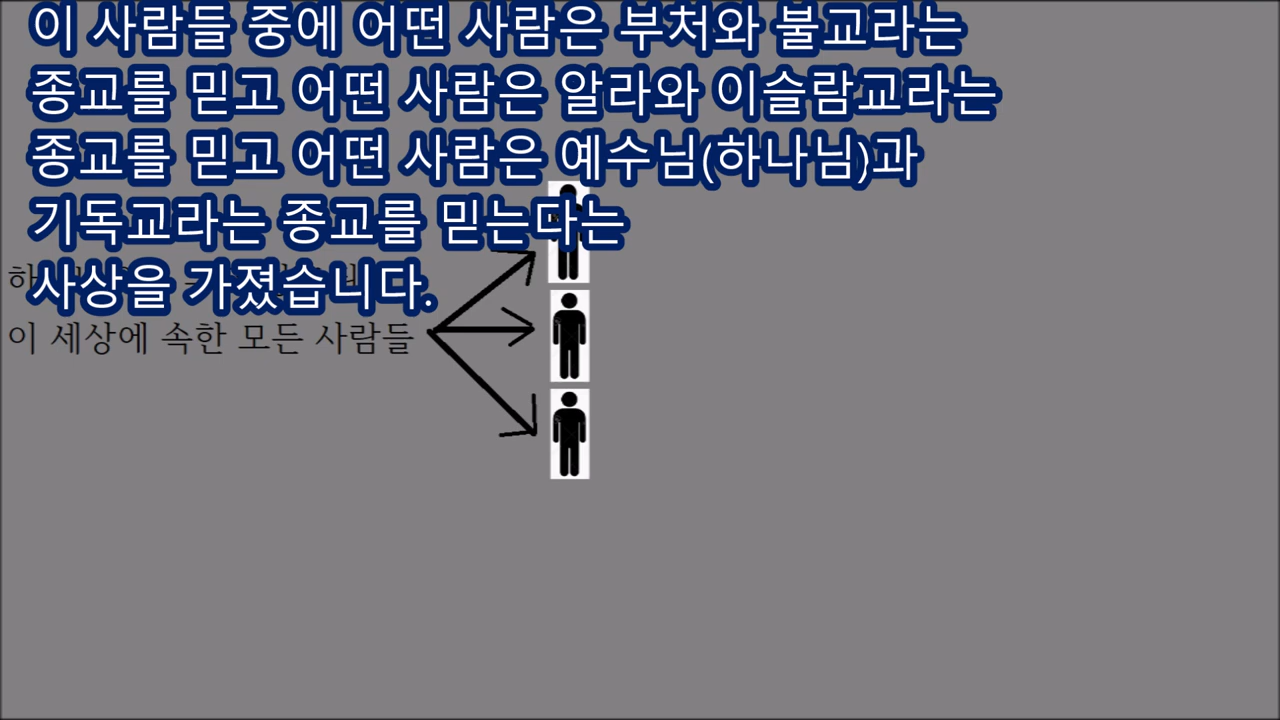 이 사람들 중에 어떤 사람은 부처와 불교라는
종교를 믿고 어떤 사람은 알라와 이슬람교라는
종교를 믿고 어떤 사람은 예수님(하나님)과
기독교라는 종교를 믿는다는
사상을 가졌습니다.
이 세상에 속한 모든 사람들